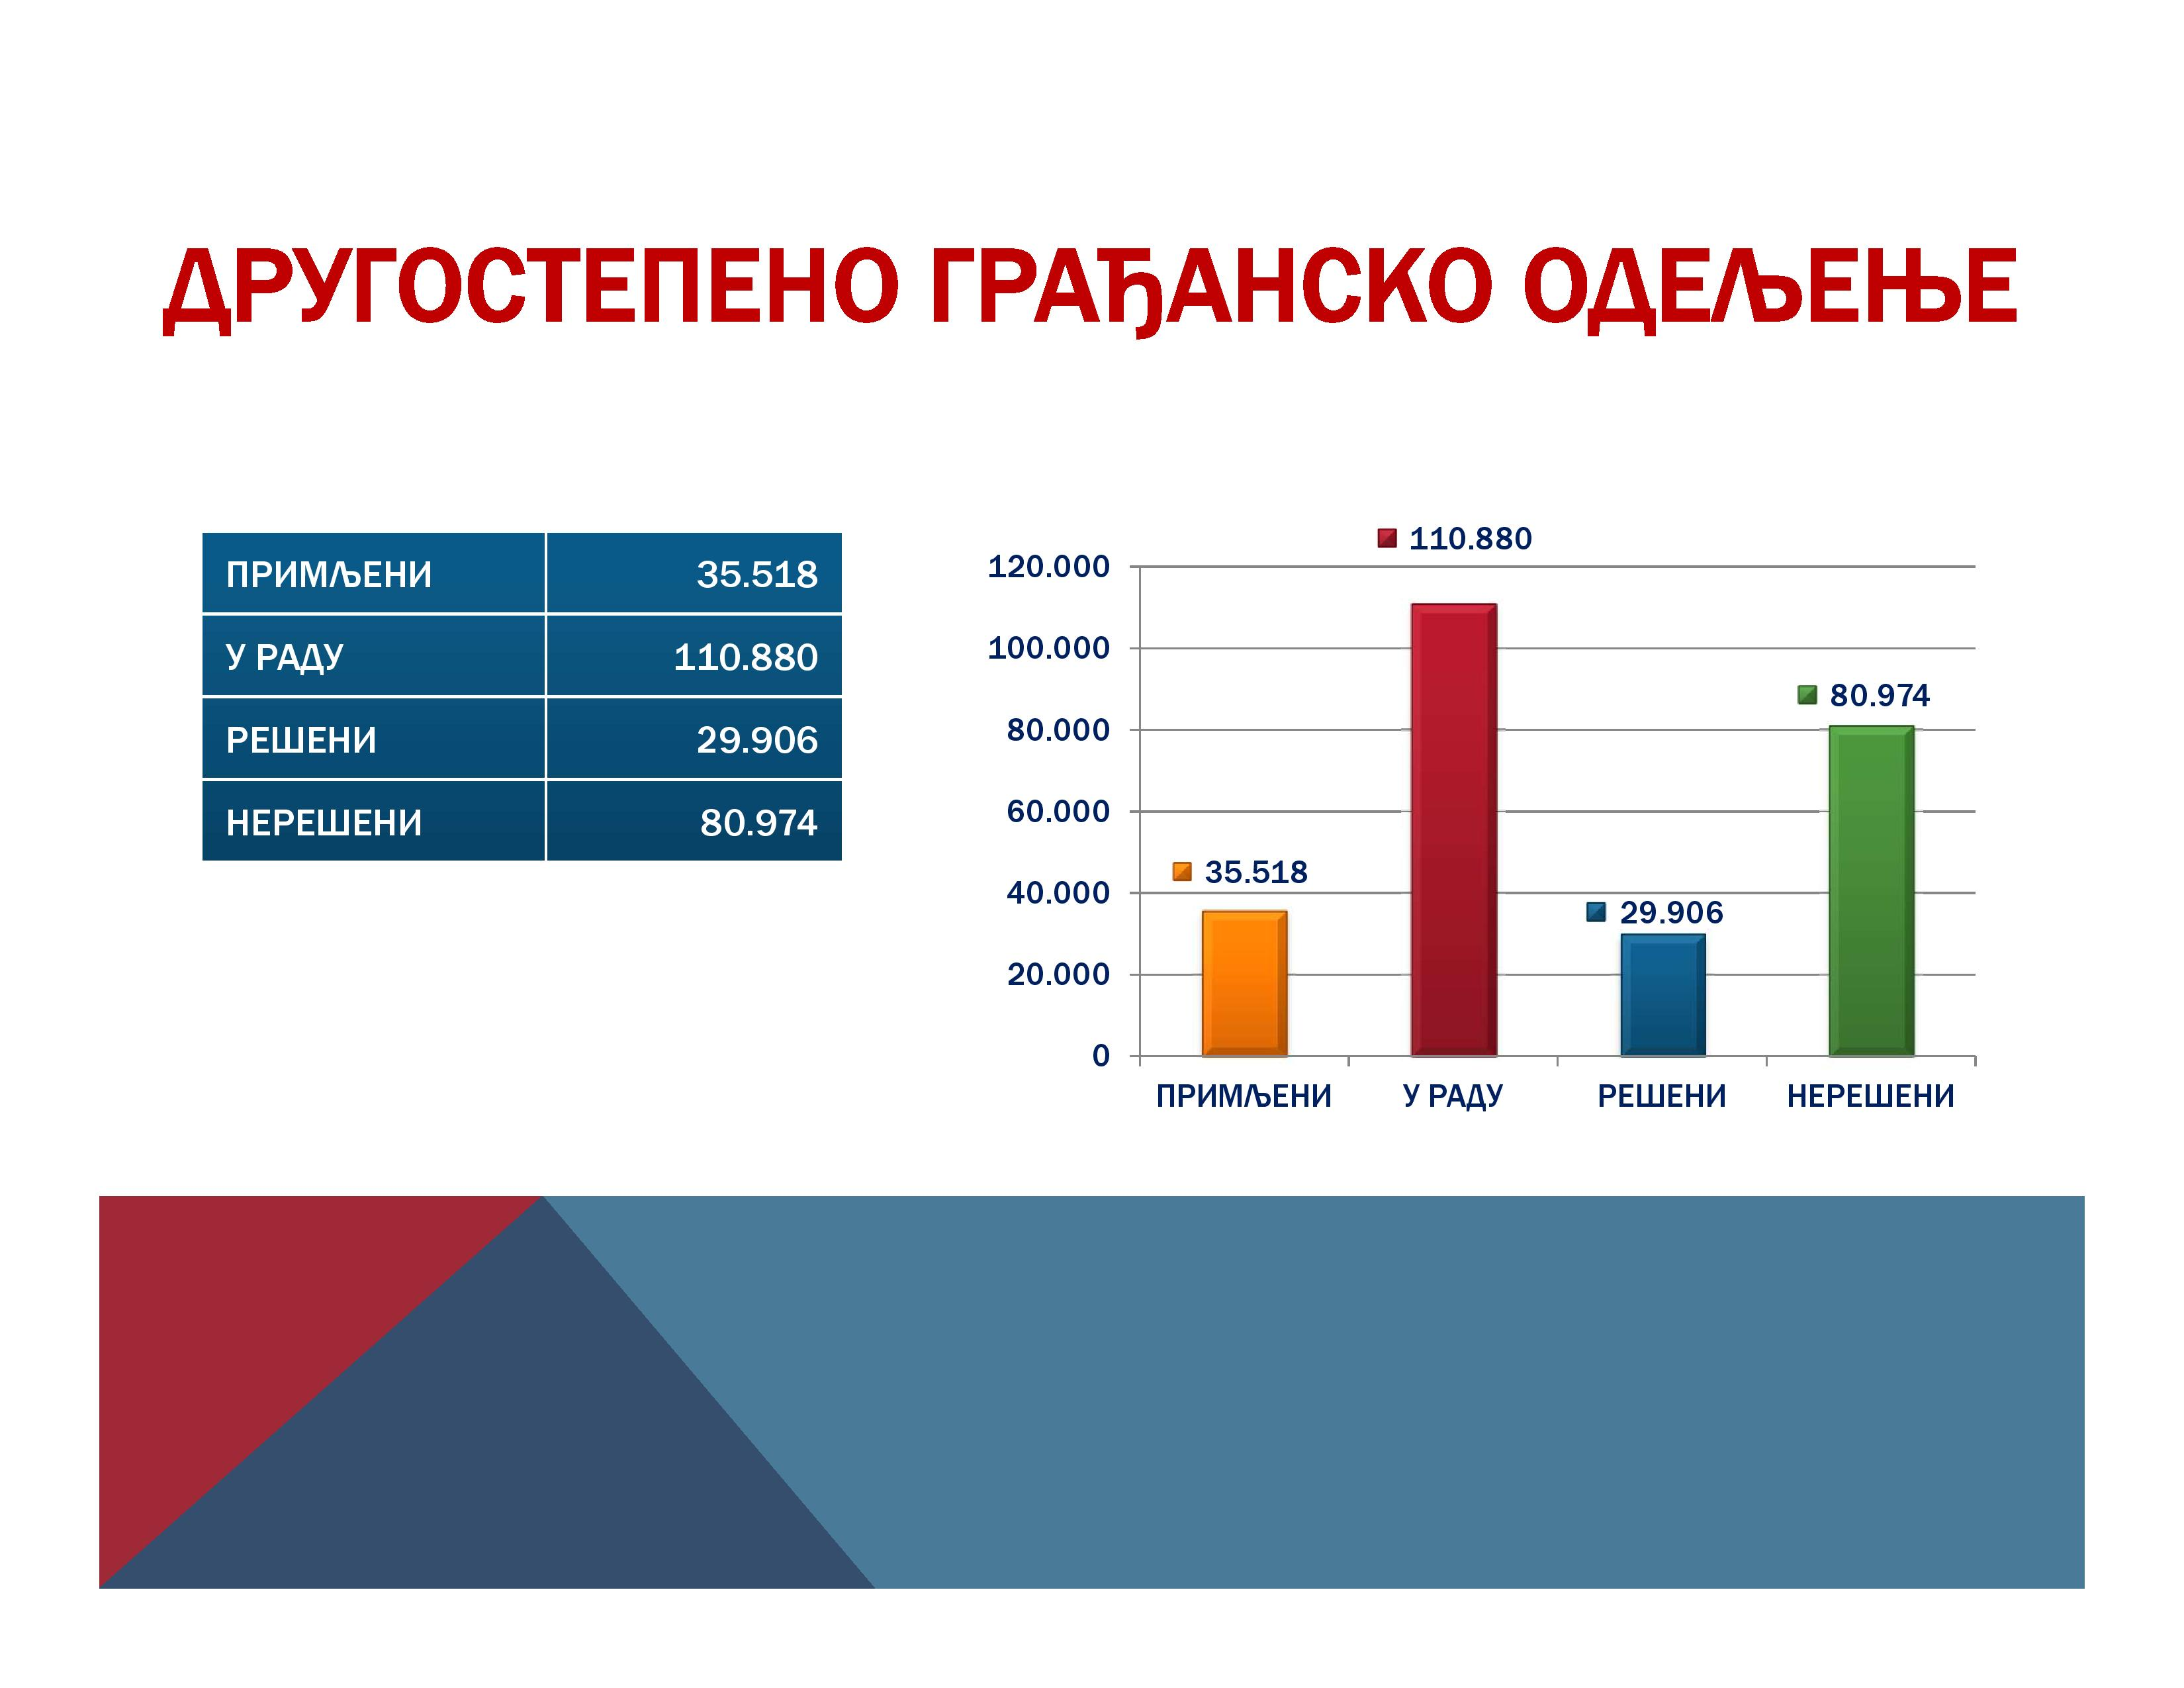 ДРУГОСТЕПЕНО ГРАЂАНСКО ОДЕЉЕЊЕ
ПРИМЉЕНИ 35.518
У РАДУ 110.880
РЕШЕНИ 29.906
НЕРЕШЕНИ 80.974
110.880
120.000
100.000
80.974
80.000
60.000
35.518
40.000
29.906
20.000
0
ПРИМЉЕНИ У РАДУ РЕШЕНИ НЕРЕШЕНИ